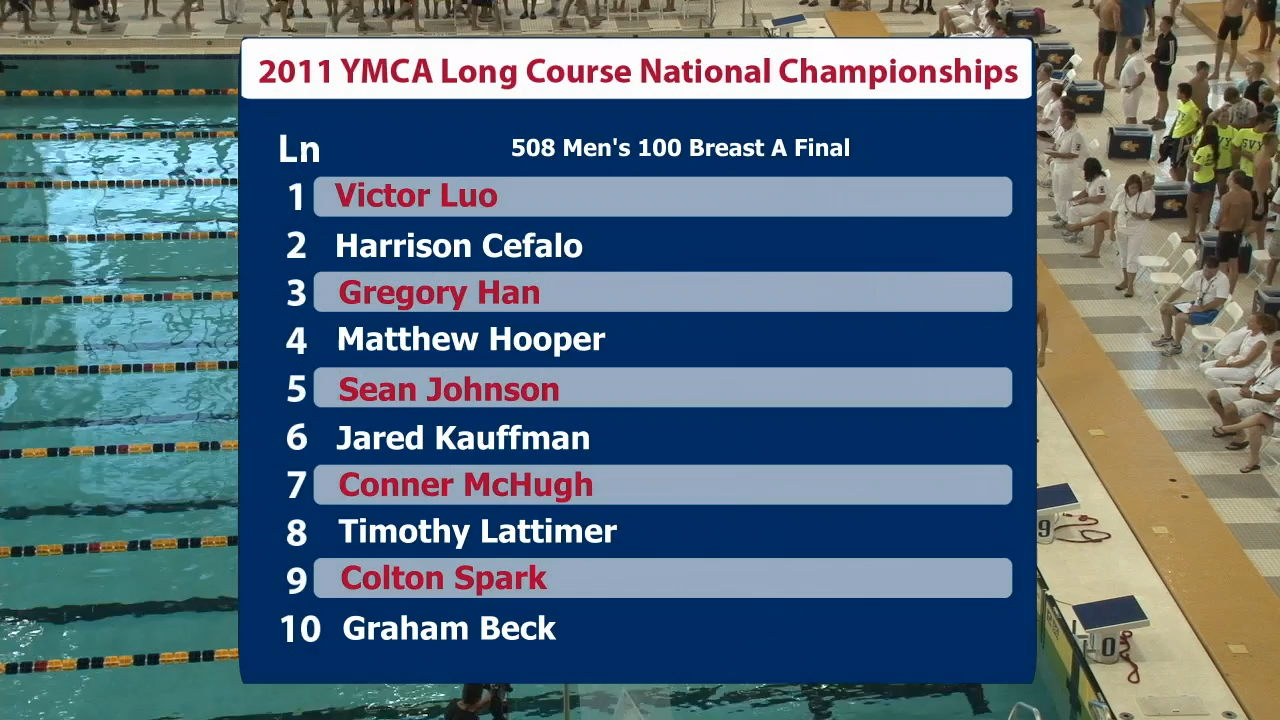 2011 YMCA Long Course National Championships
Ln 508 Men's 100 Breast A Final
1 Victor Luo
2 Harrison Cefalo
3 Gregory Han
4 Matthew Hooper
5 Sean Johnson
6 Jared Kauffman
7 Conner McHugh
8 Timothy Lattimer
9 Colton Spark
10 Graham Beck
9